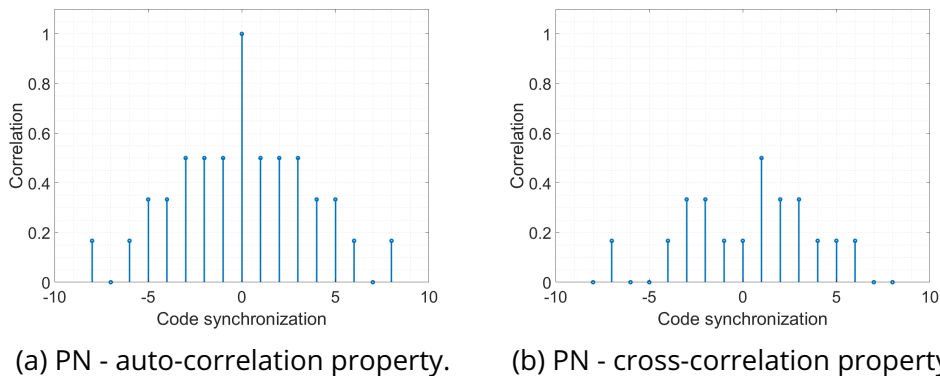 1
0.8
0.6
0.4
0.2
0
Correlation
-10 -5 0 5 10
Code synchronization
(a) PN - auto-correlation property.
1
0.8
0.6
0.4
0.2
0
Correlation
-10 -5 0 5 10
Code synchronization
(b) PN - cross-correlation property